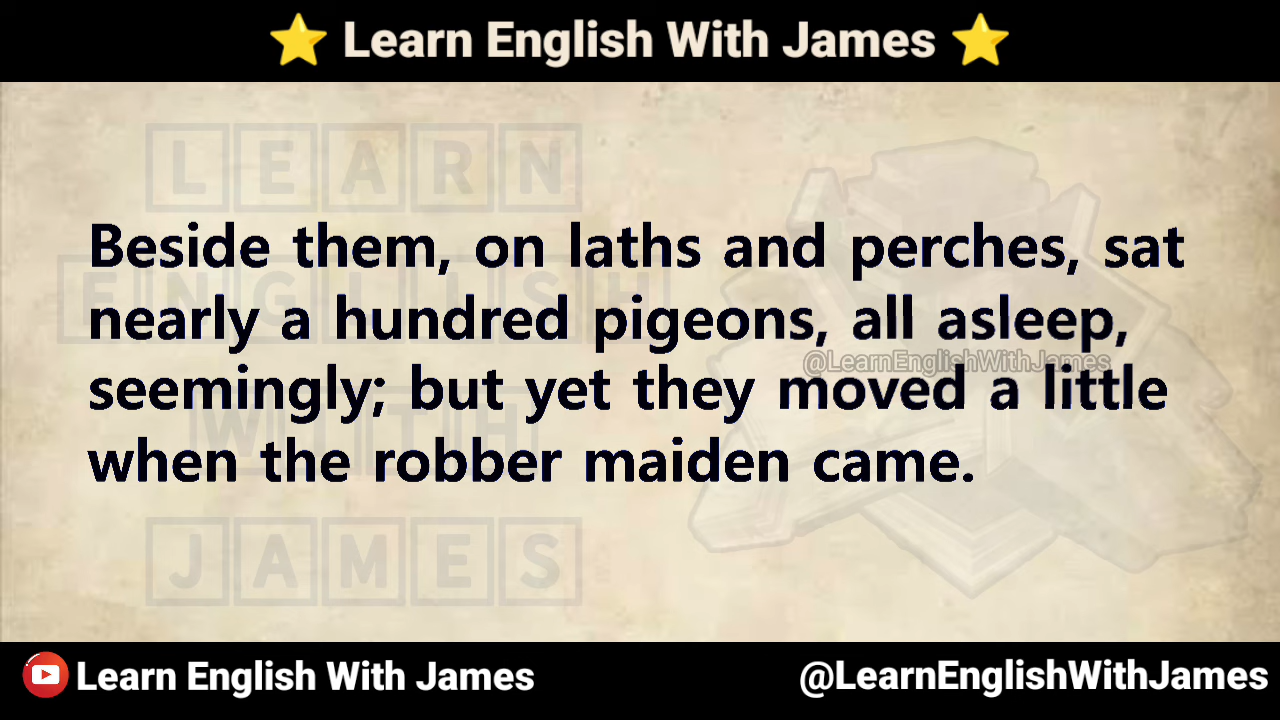 ⭐ Learn English With James ⭐
LEARN
ENGLISH
Beside them, on laths and perches, sat
nearly a hundred pigeons, all asleep,
@LearnEnglishWithJames
seemingly; but yet they moved a little
WITH
when the robber maiden came.
JAMES
Learn English With James
@LearnEnglishWithJames